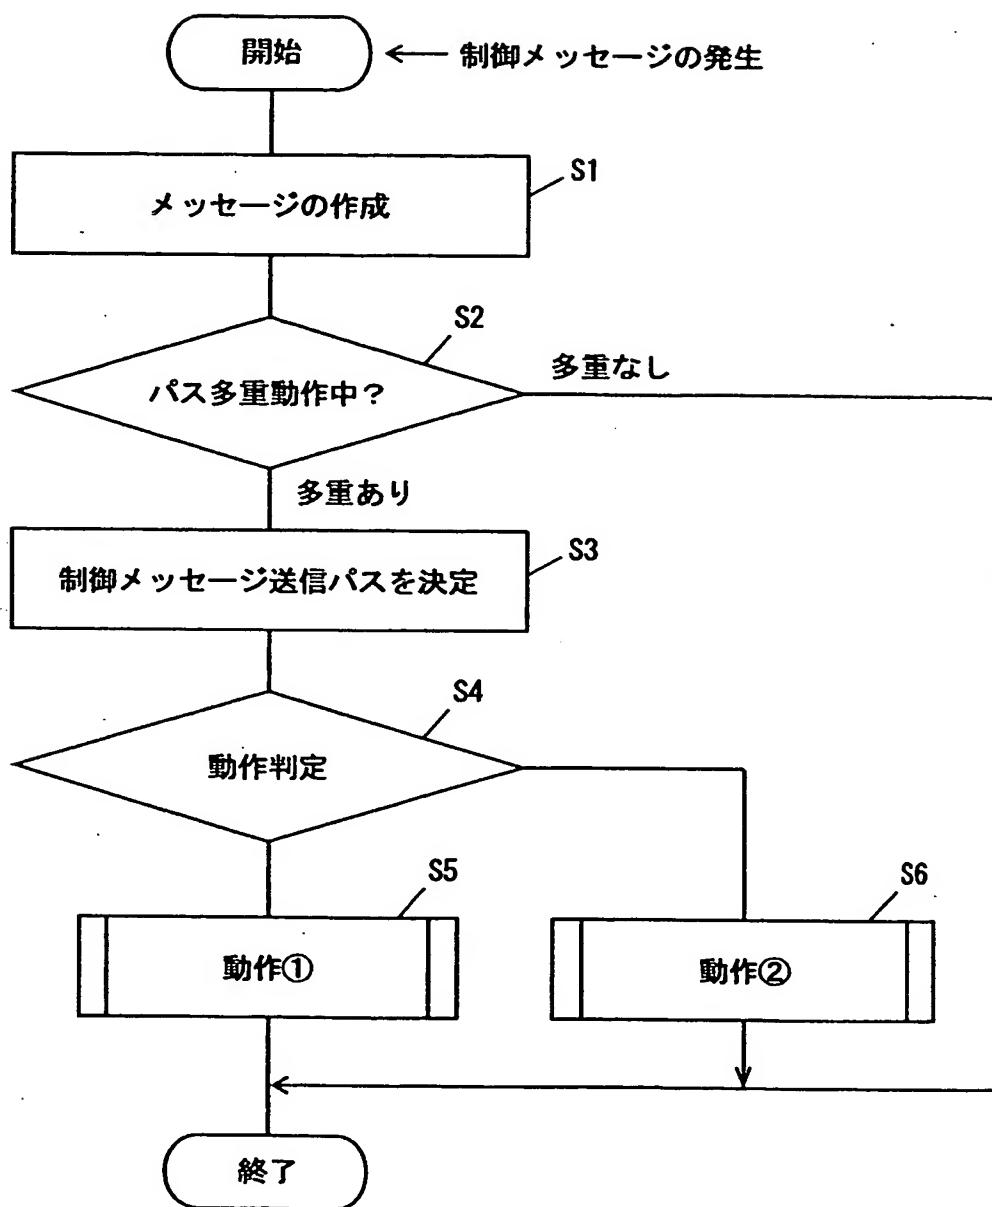 開始
← 制御メッセージの発生
S1
メッセージの作成
S2
パス多重動作中？
多重なし
多重あり
S3
制御メッセージ送信パスを決定
S4
動作判定
S5
動作①
S6
動作②
終了